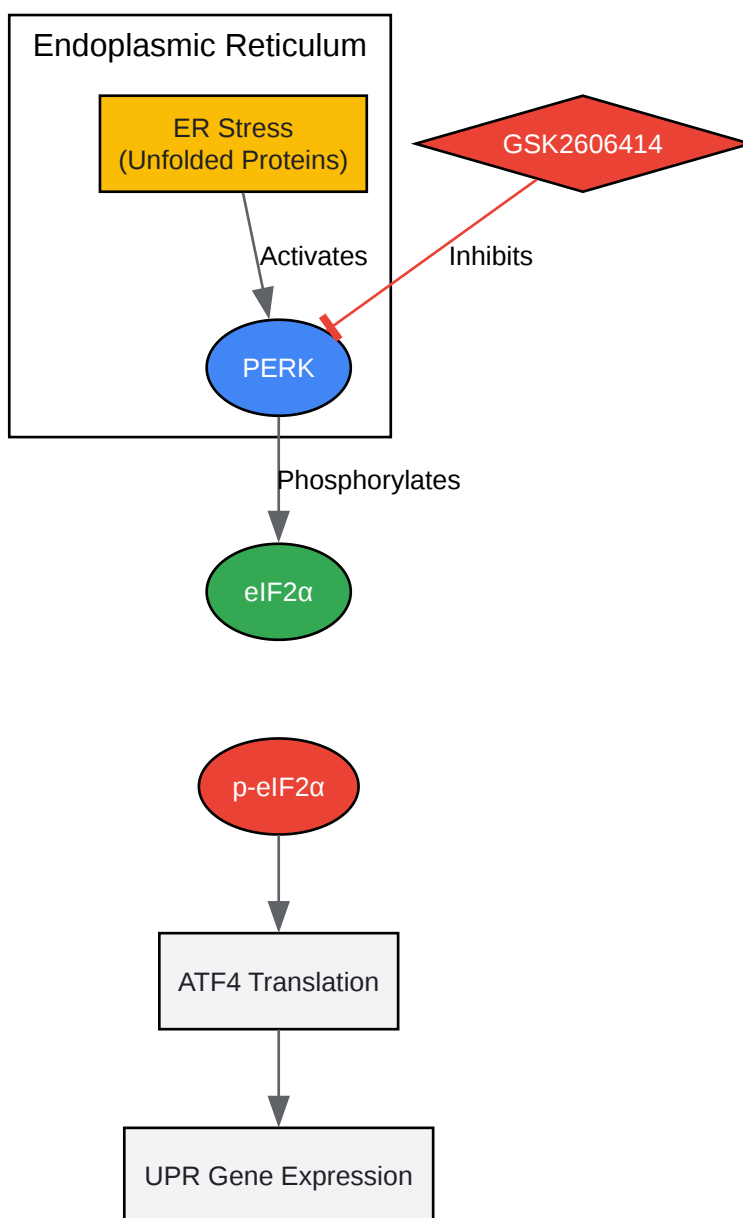 Endoplasmic Reticulum
ER Stress
(Unfolded Proteins)
GSK2606414
Activates
Inhibits
PERK
Phosphorylates
eIF2α
p-eIF2α
ATF4 Translation
UPR Gene Expression